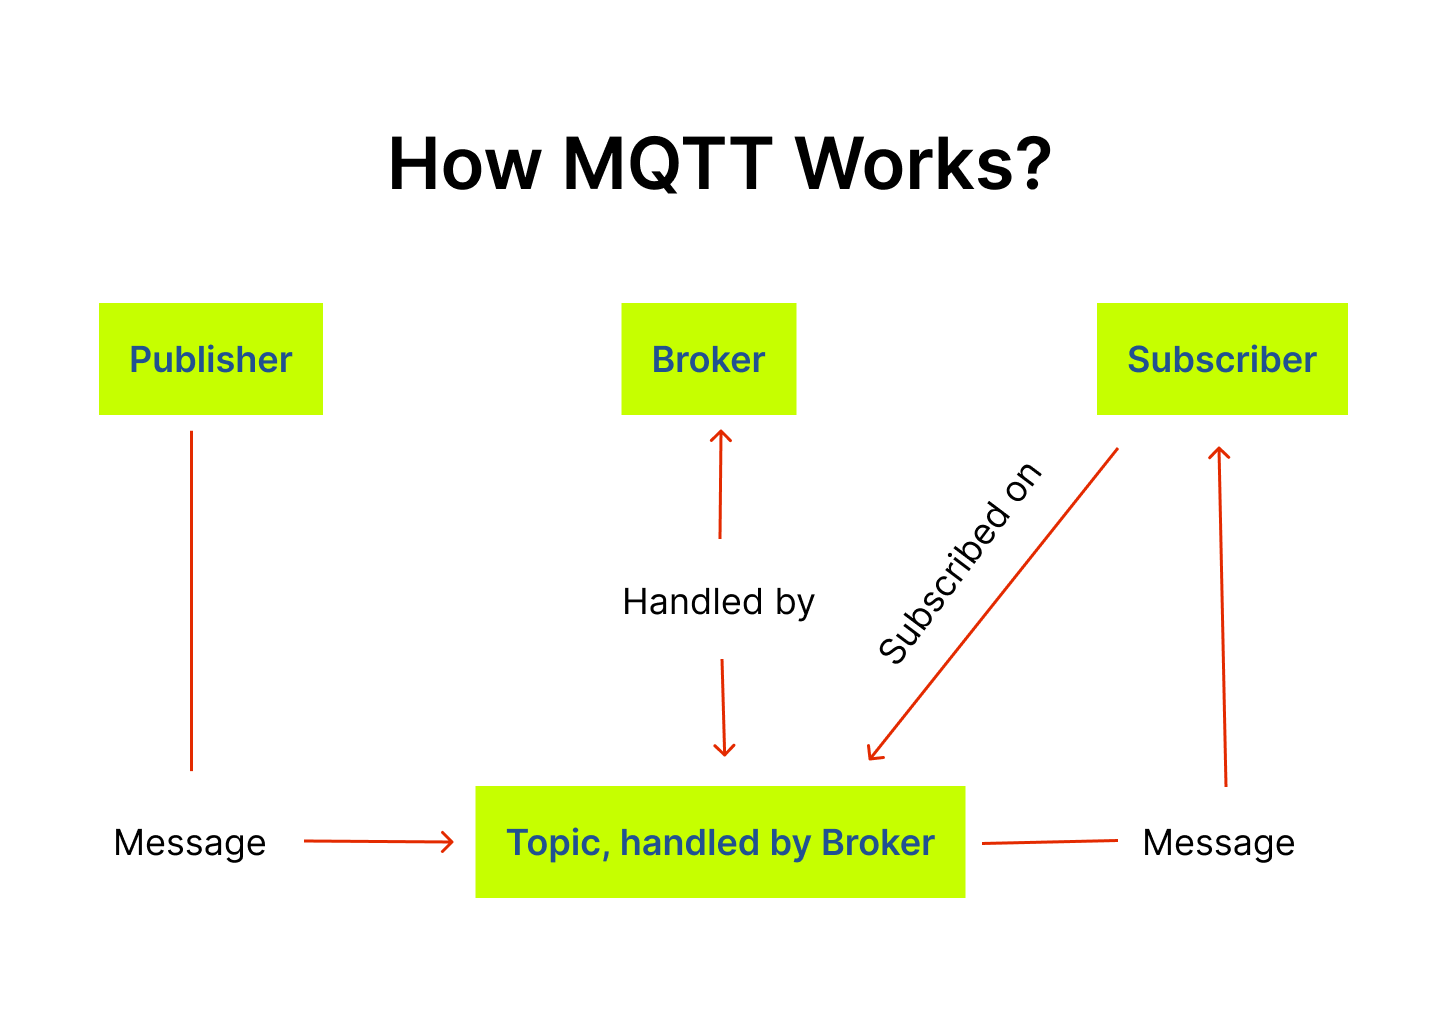 How MQTT Works?
Publisher
Broker
Subscriber
Subscribed on
Handled by
Message
Topic, handled by Broker
Message